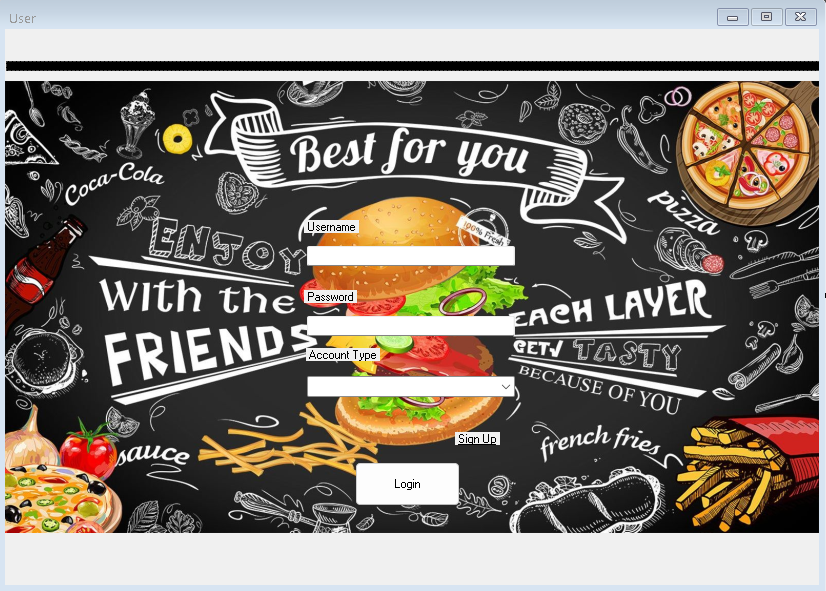 User
Best for you
Coca-Cola
pizza
Username
100% Fresh
ENJOY
With the
FRIENDS
Password
EACH LAYER
GET
TASTY
BECAUSE OF YOU
Account Type
Sign Up
sauce
french fries
Login